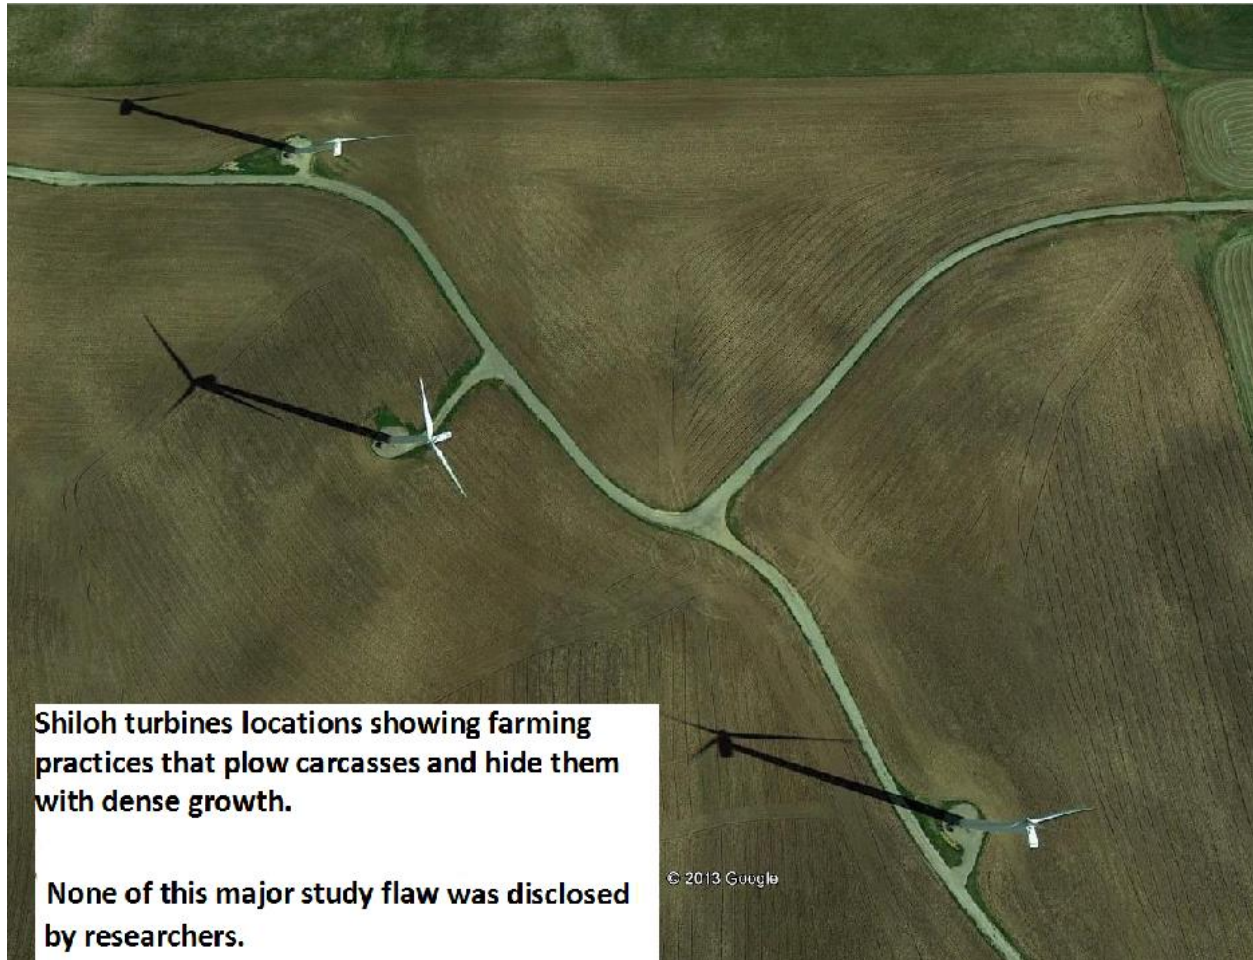 Shiloh turbines locations showing farming
practices that plow carcasses and hide them
with dense growth.
None of this major study flaw was disclosed
by researchers.
© 2013 Google